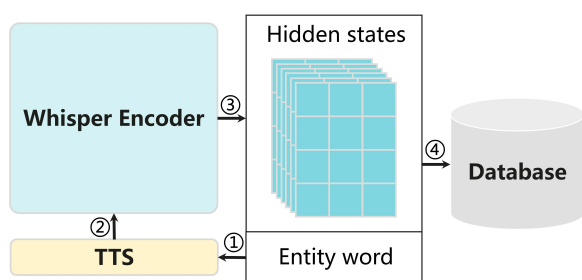 Hidden states
Whisper Encoder
③
④
Database
②
①
TTS
Entity word